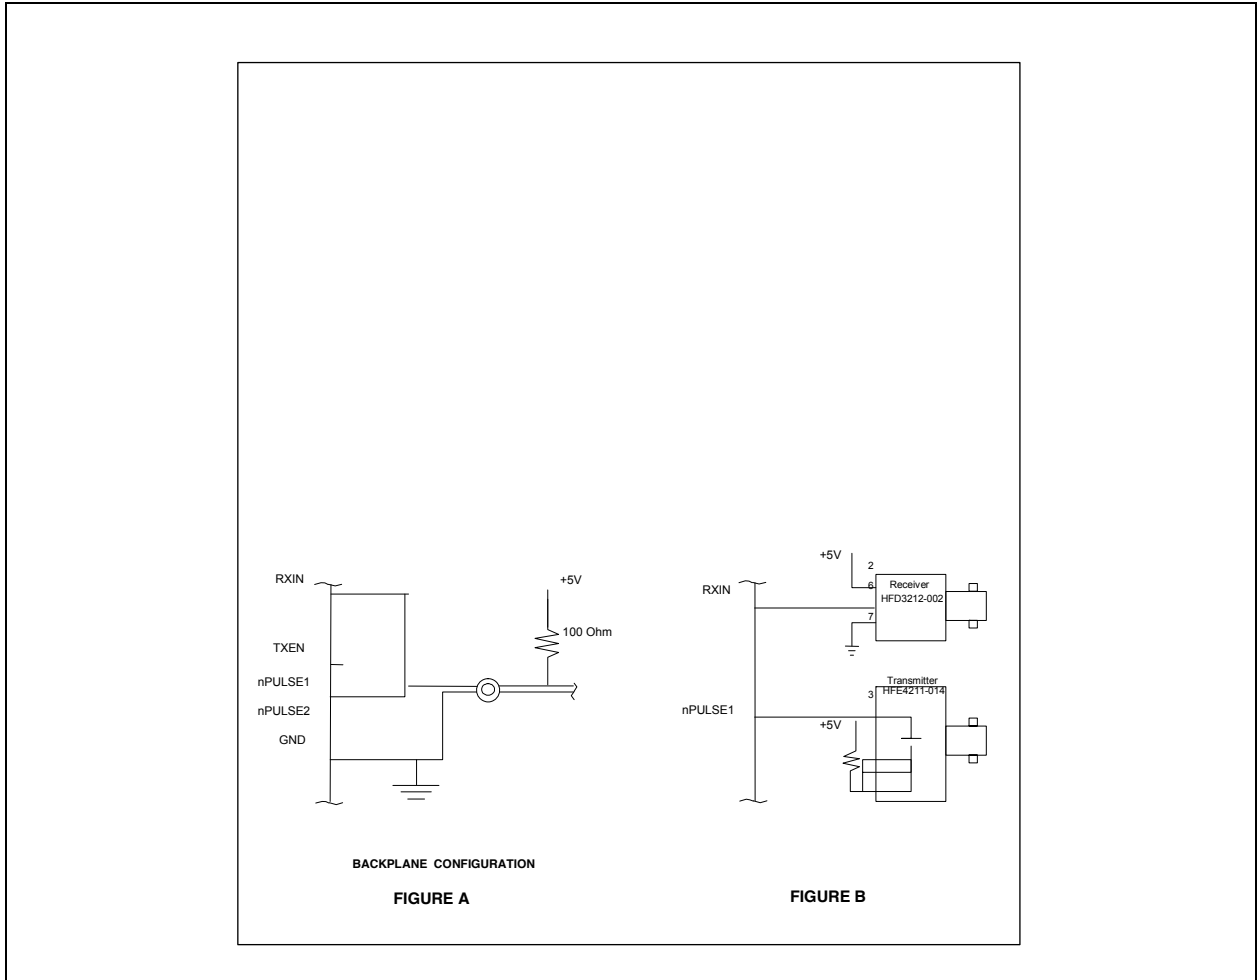 RXIN
TXEN
nPULSE1
nPULSE2
GND
+5V
100 Ohm
BACKPLANE CONFIGURATION
FIGURE A
RXIN
nPULSE1
+5V
2
6
7
Receiver
HFD3212-002
Transmitter
HFE4211-014
3
+5V
FIGURE B